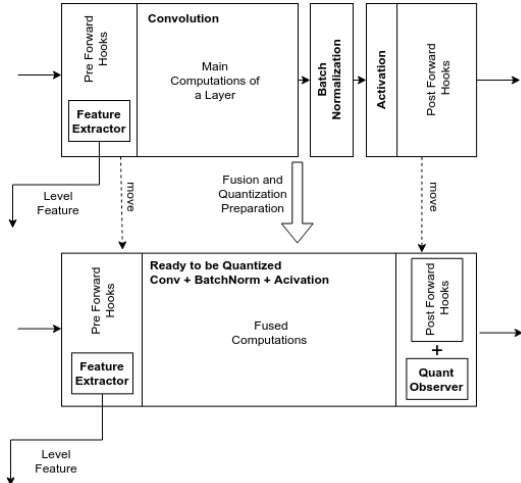 Convolution
Pre Forward
Hooks
Main
Computations of
a Layer
Feature
Extractor
Batch
Normalization
Activation
Post Forward
Hooks
Level
Feature
move
Fusion and
Quantization
Preparation
move
Ready to be Quantized
Conv + BatchNorm + Acivation
Pre Forward
Hooks
Fused
Computations
Feature
Extractor
Post Forward
Hooks
+
Quant
Observer
Level
Feature